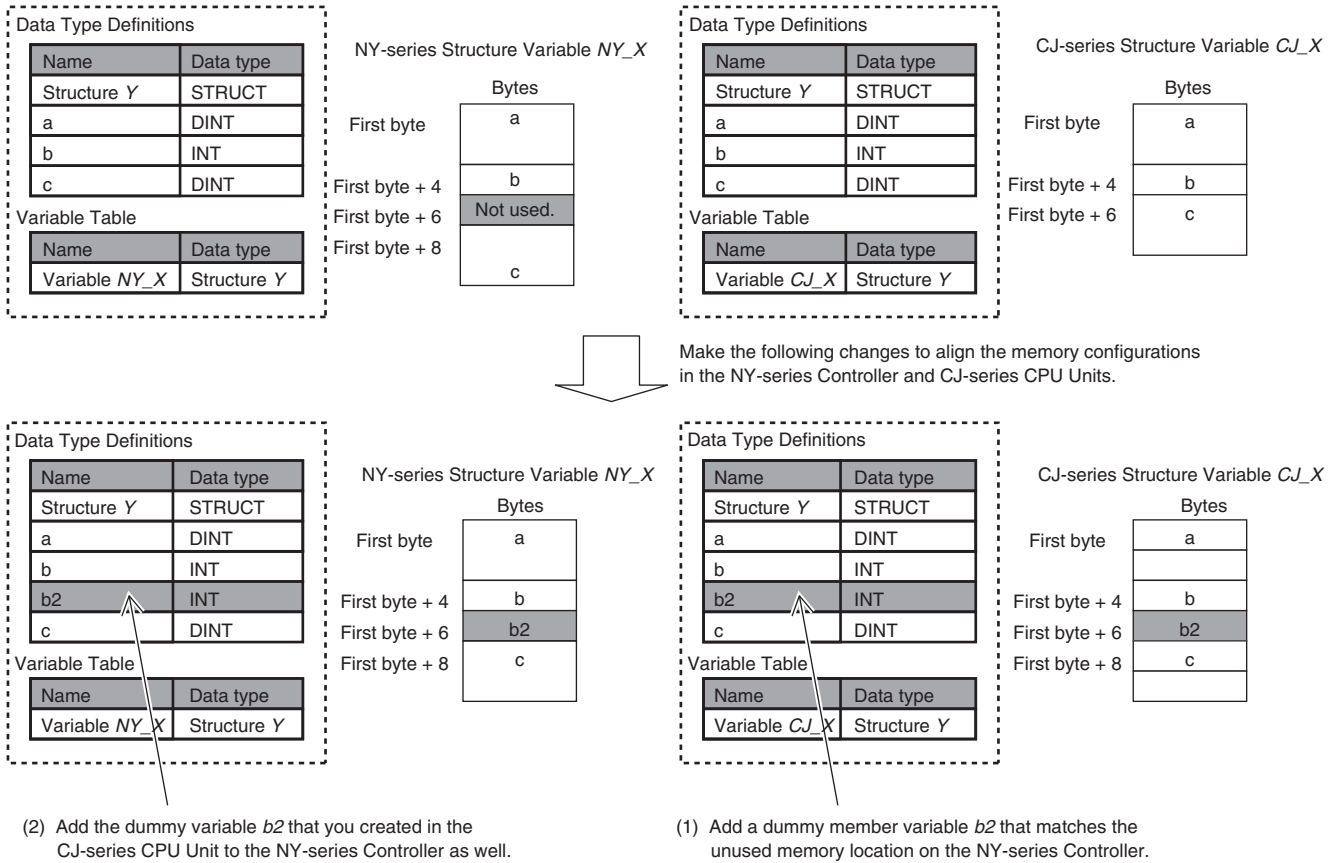 Data Type Definitions
Name Data type
Structure Y STRUCT
a DINT
b INT
c DINT
Variable Table
Name Data type
Variable NY_X Structure Y
NY-series Structure Variable NY_X
Bytes
First byte a
First byte + 4 b
First byte + 6 Not used.
First byte + 8
c
Data Type Definitions
Name Data type
Structure Y STRUCT
a DINT
b INT
c DINT
Variable Table
Name Data type
Variable CJ_X Structure Y
CJ-series Structure Variable CJ_X
Bytes
First byte a
First byte + 4 b
First byte + 6 c
Make the following changes to align the memory configurations
in the NY-series Controller and CJ-series CPU Units.
Data Type Definitions
Name Data type
Structure Y STRUCT
a DINT
b INT
b2 INT
c DINT
Variable Table
Name Data type
Variable NY_X Structure Y
NY-series Structure Variable NY_X
Bytes
First byte a
First byte + 4 b
First byte + 6 b2
First byte + 8 c
Data Type Definitions
Name Data type
Structure Y STRUCT
a DINT
b INT
b2 INT
c DINT
Variable Table
Name Data type
Variable CJ_X Structure Y
CJ-series Structure Variable CJ_X
Bytes
First byte a
First byte + 4 b
First byte + 6 b2
First byte + 8 c
(2) Add the dummy variable b2 that you created in the
CJ-series CPU Unit to the NY-series Controller as well.
(1) Add a dummy member variable b2 that matches the
unused memory location on the NY-series Controller.